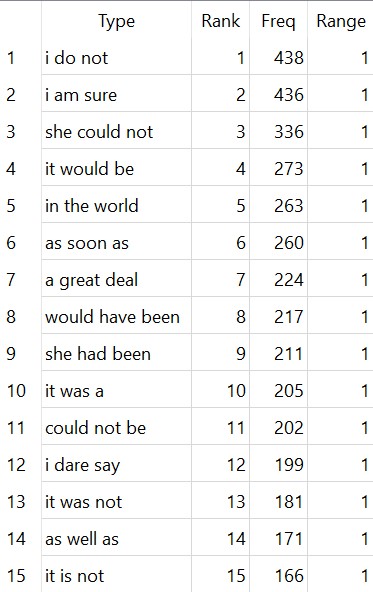 Type Rank Freq Range
1 i do not 1 438 1
2 i am sure 2 436 1
3 she could not 3 336 1
4 it would be 4 273 1
5 in the world 5 263 1
6 as soon as 6 260 1
7 a great deal 7 224 1
8 would have been 8 217 1
9 she had been 9 211 1
10 it was a 10 205 1
11 could not be 11 202 1
12 i dare say 12 199 1
13 it was not 13 181 1
14 as well as 14 171 1
15 it is not 15 166 1